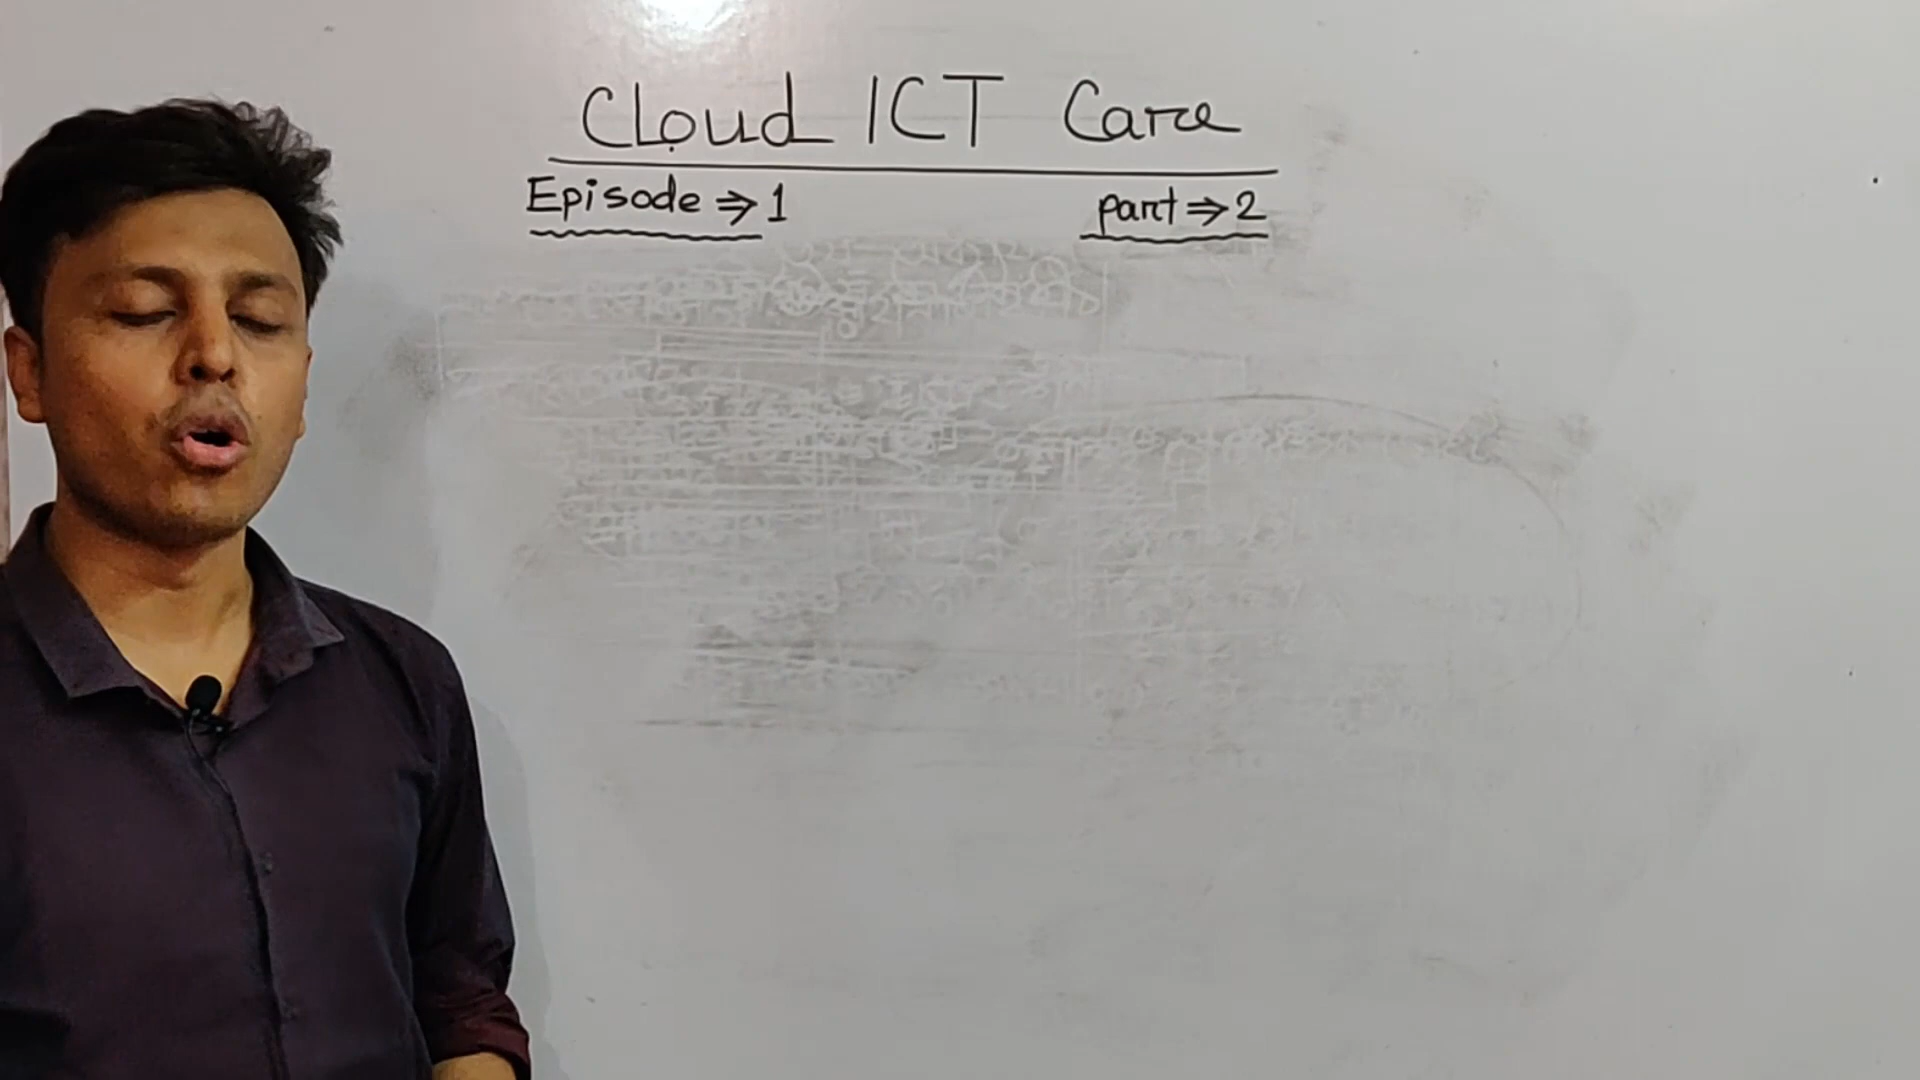 Cloud ICT Care
Episode ⇒ 1 part ⇒ 2